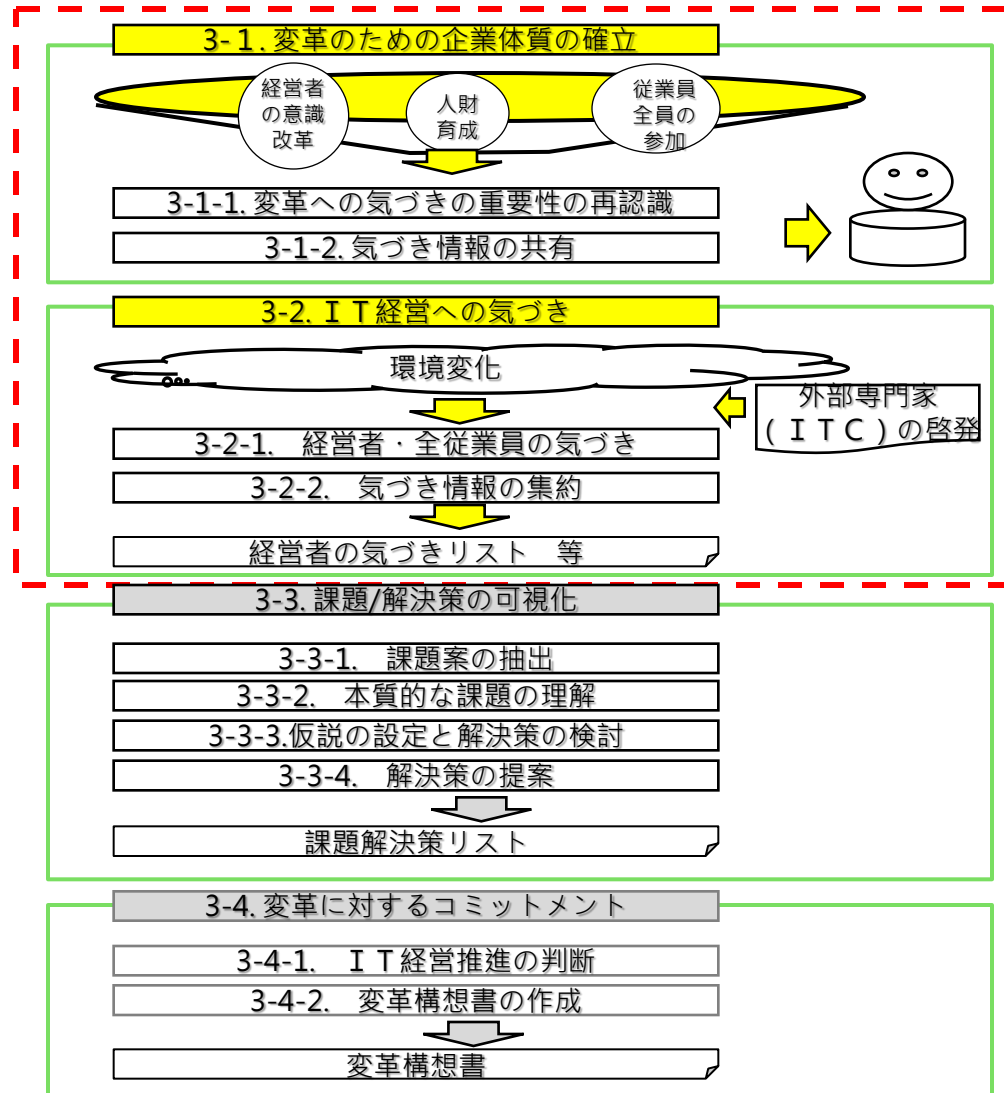 3-１.変革のための企業体質の確立
経営者
の意識
改革
人財
育成
従業員
全員の
参加
3-1-1.変革への気づきの重要性の再認識
3-1-2.気づき情報の共有
3-2.ＩＴ経営への気づき
環境変化
外部専門家
(ＩＴＣ)の啓発
3-2-1.　経営者・全従業員の気づき
3-2-2.　気づき情報の集約
経営者の気づきリスト　等
3-3.課題/解決策の可視化
3-3-1.　課題案の抽出
3-3-2.　本質的な課題の理解
3-3-3.仮説の設定と解決策の検討
3-3-4.　解決策の提案
課題解決策リスト
3-4.変革に対するコミットメント
3-4-1.　ＩＴ経営推進の判断
3-4-2.　変革構想書の作成
変革構想書